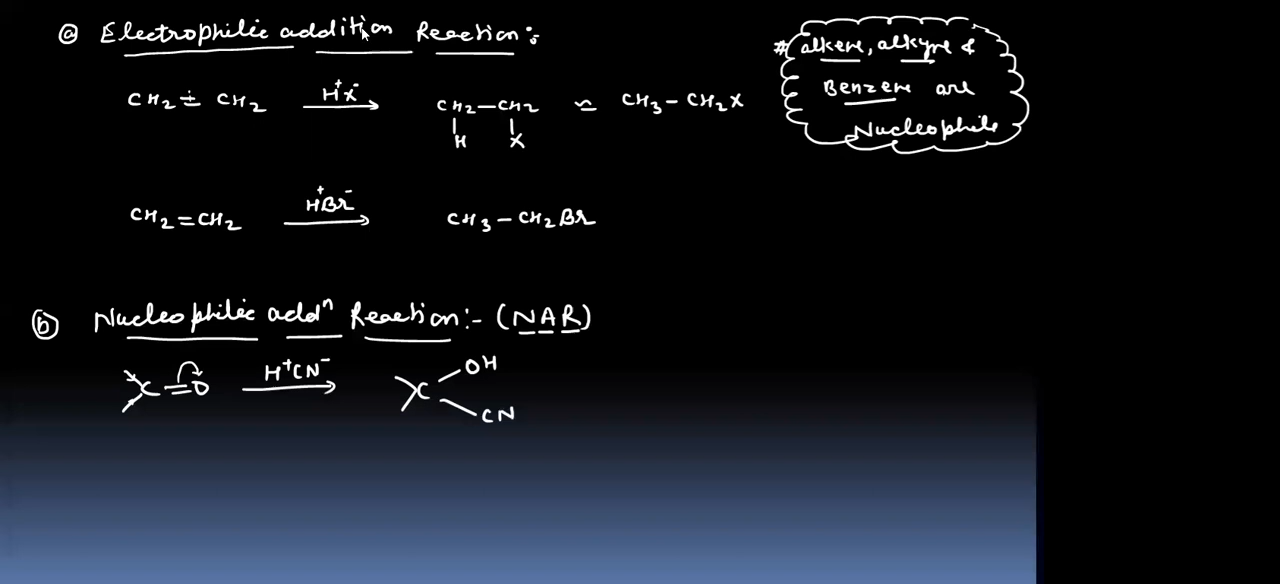 ⓐ Electrophilic addition Reaction :-
CH2 = CH2 —H⁺X⁻→ CH2—CH2 ≃ CH3 – CH2X
H X
CH2 = CH2 —H⁺Br⁻→ CH3 – CH2Br
* alkene, alkyne &
Benzene are
Nucleophile
ⓑ Nucleophilic addⁿ Reaction :- (NAR)
C=O —H⁺CN⁻→ C
OH
CN